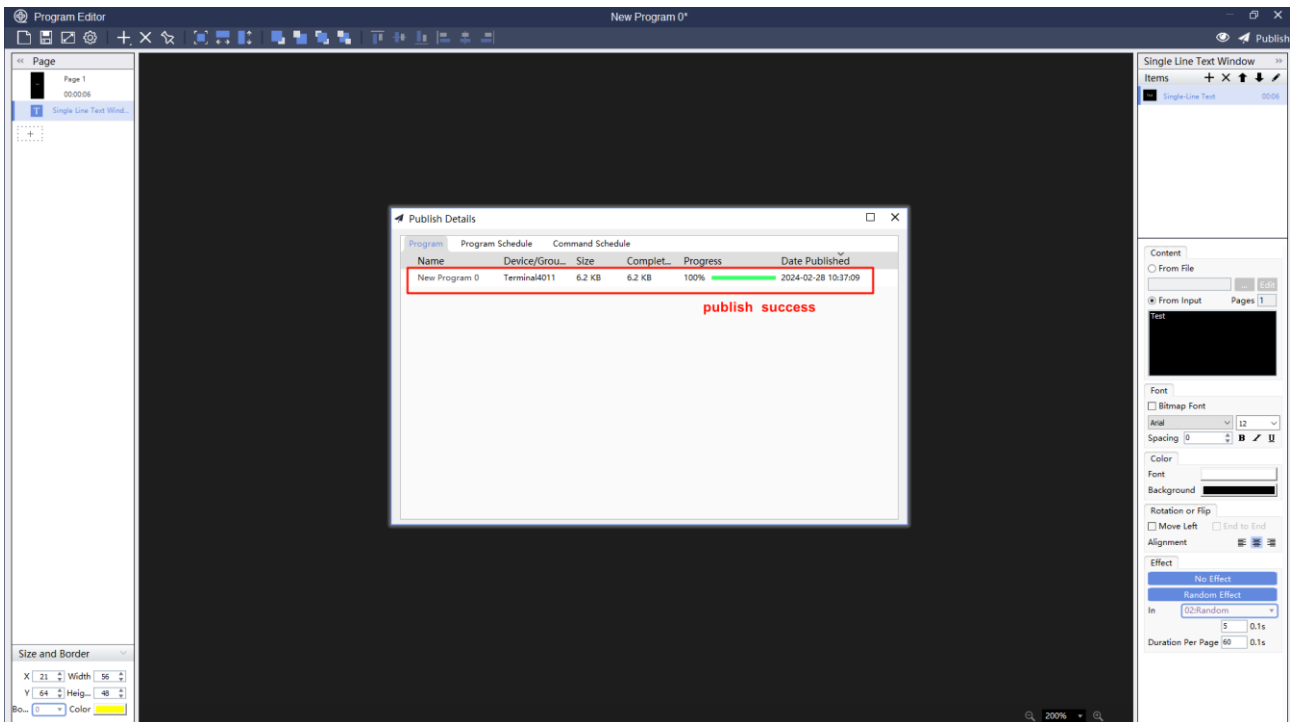 Program Editor
New Program 0*
Publish
Page
Page 1
00:00:06
T Single Line Text Wind...
Publish Details
Program Program Schedule Command Schedule
Name Device/Grou... Size Complet... Progress Date Published
New Program 0 Terminal4011 6.2 KB 6.2 KB 100% 2024-02-28 10:37:09
publish success
Size and Border
X 21 Width 56
Y 64 Heig... 48
Bo... 0 Color
200%
Single Line Text Window
Items
Single-Line Text 00:06
Content
From File
... Edit
From Input Pages 1
Test
Font
Bitmap Font
Arial 12
Spacing 0 B I U
Color
Font
Background
Rotation or Flip
Move Left End to End
Alignment
Effect
No Effect
Random Effect
In 02:Random
5 0.1s
Duration Per Page 60 0.1s